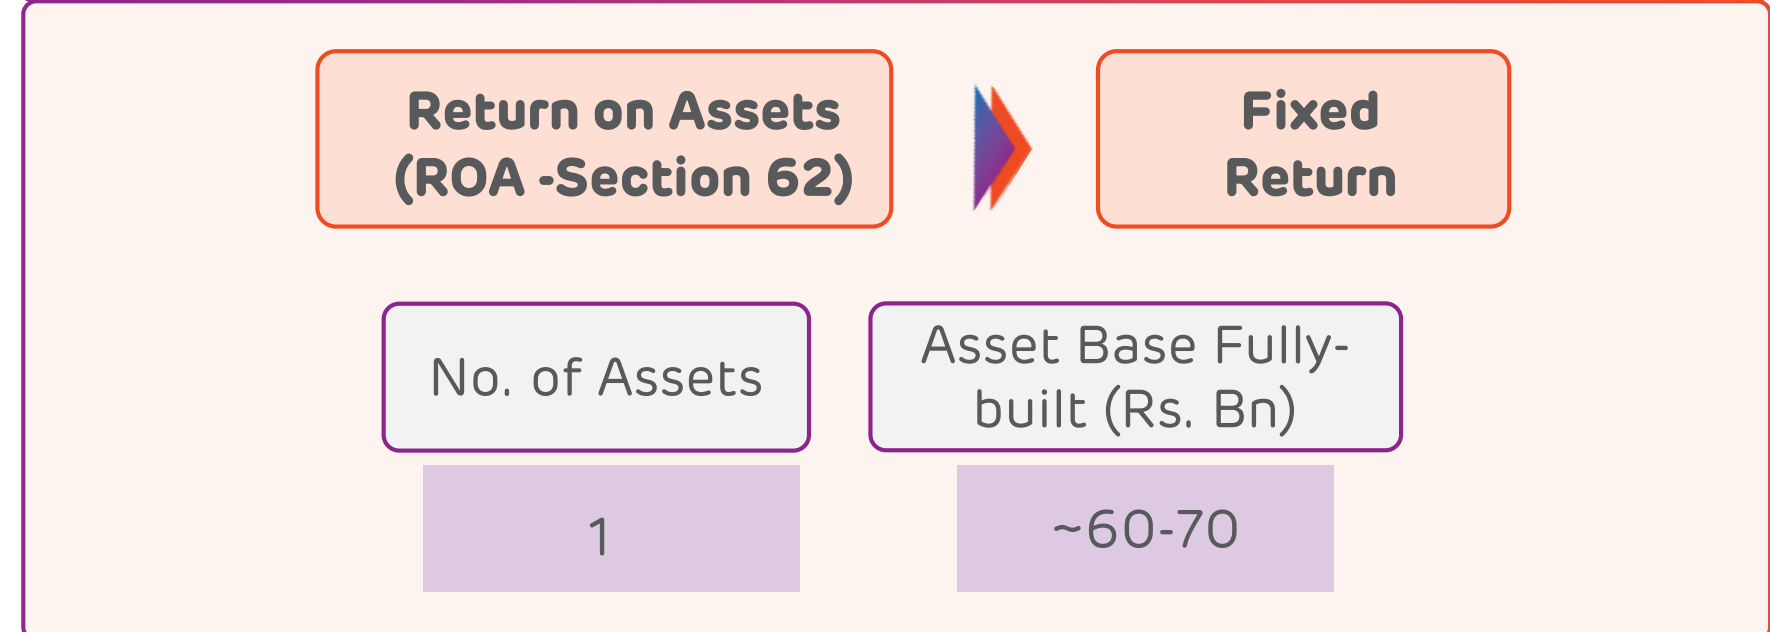 Return on Assets
(ROA -Section 62)
Fixed
Return
No. of Assets
Asset Base Fully-
built (Rs. Bn)
1
~60-70